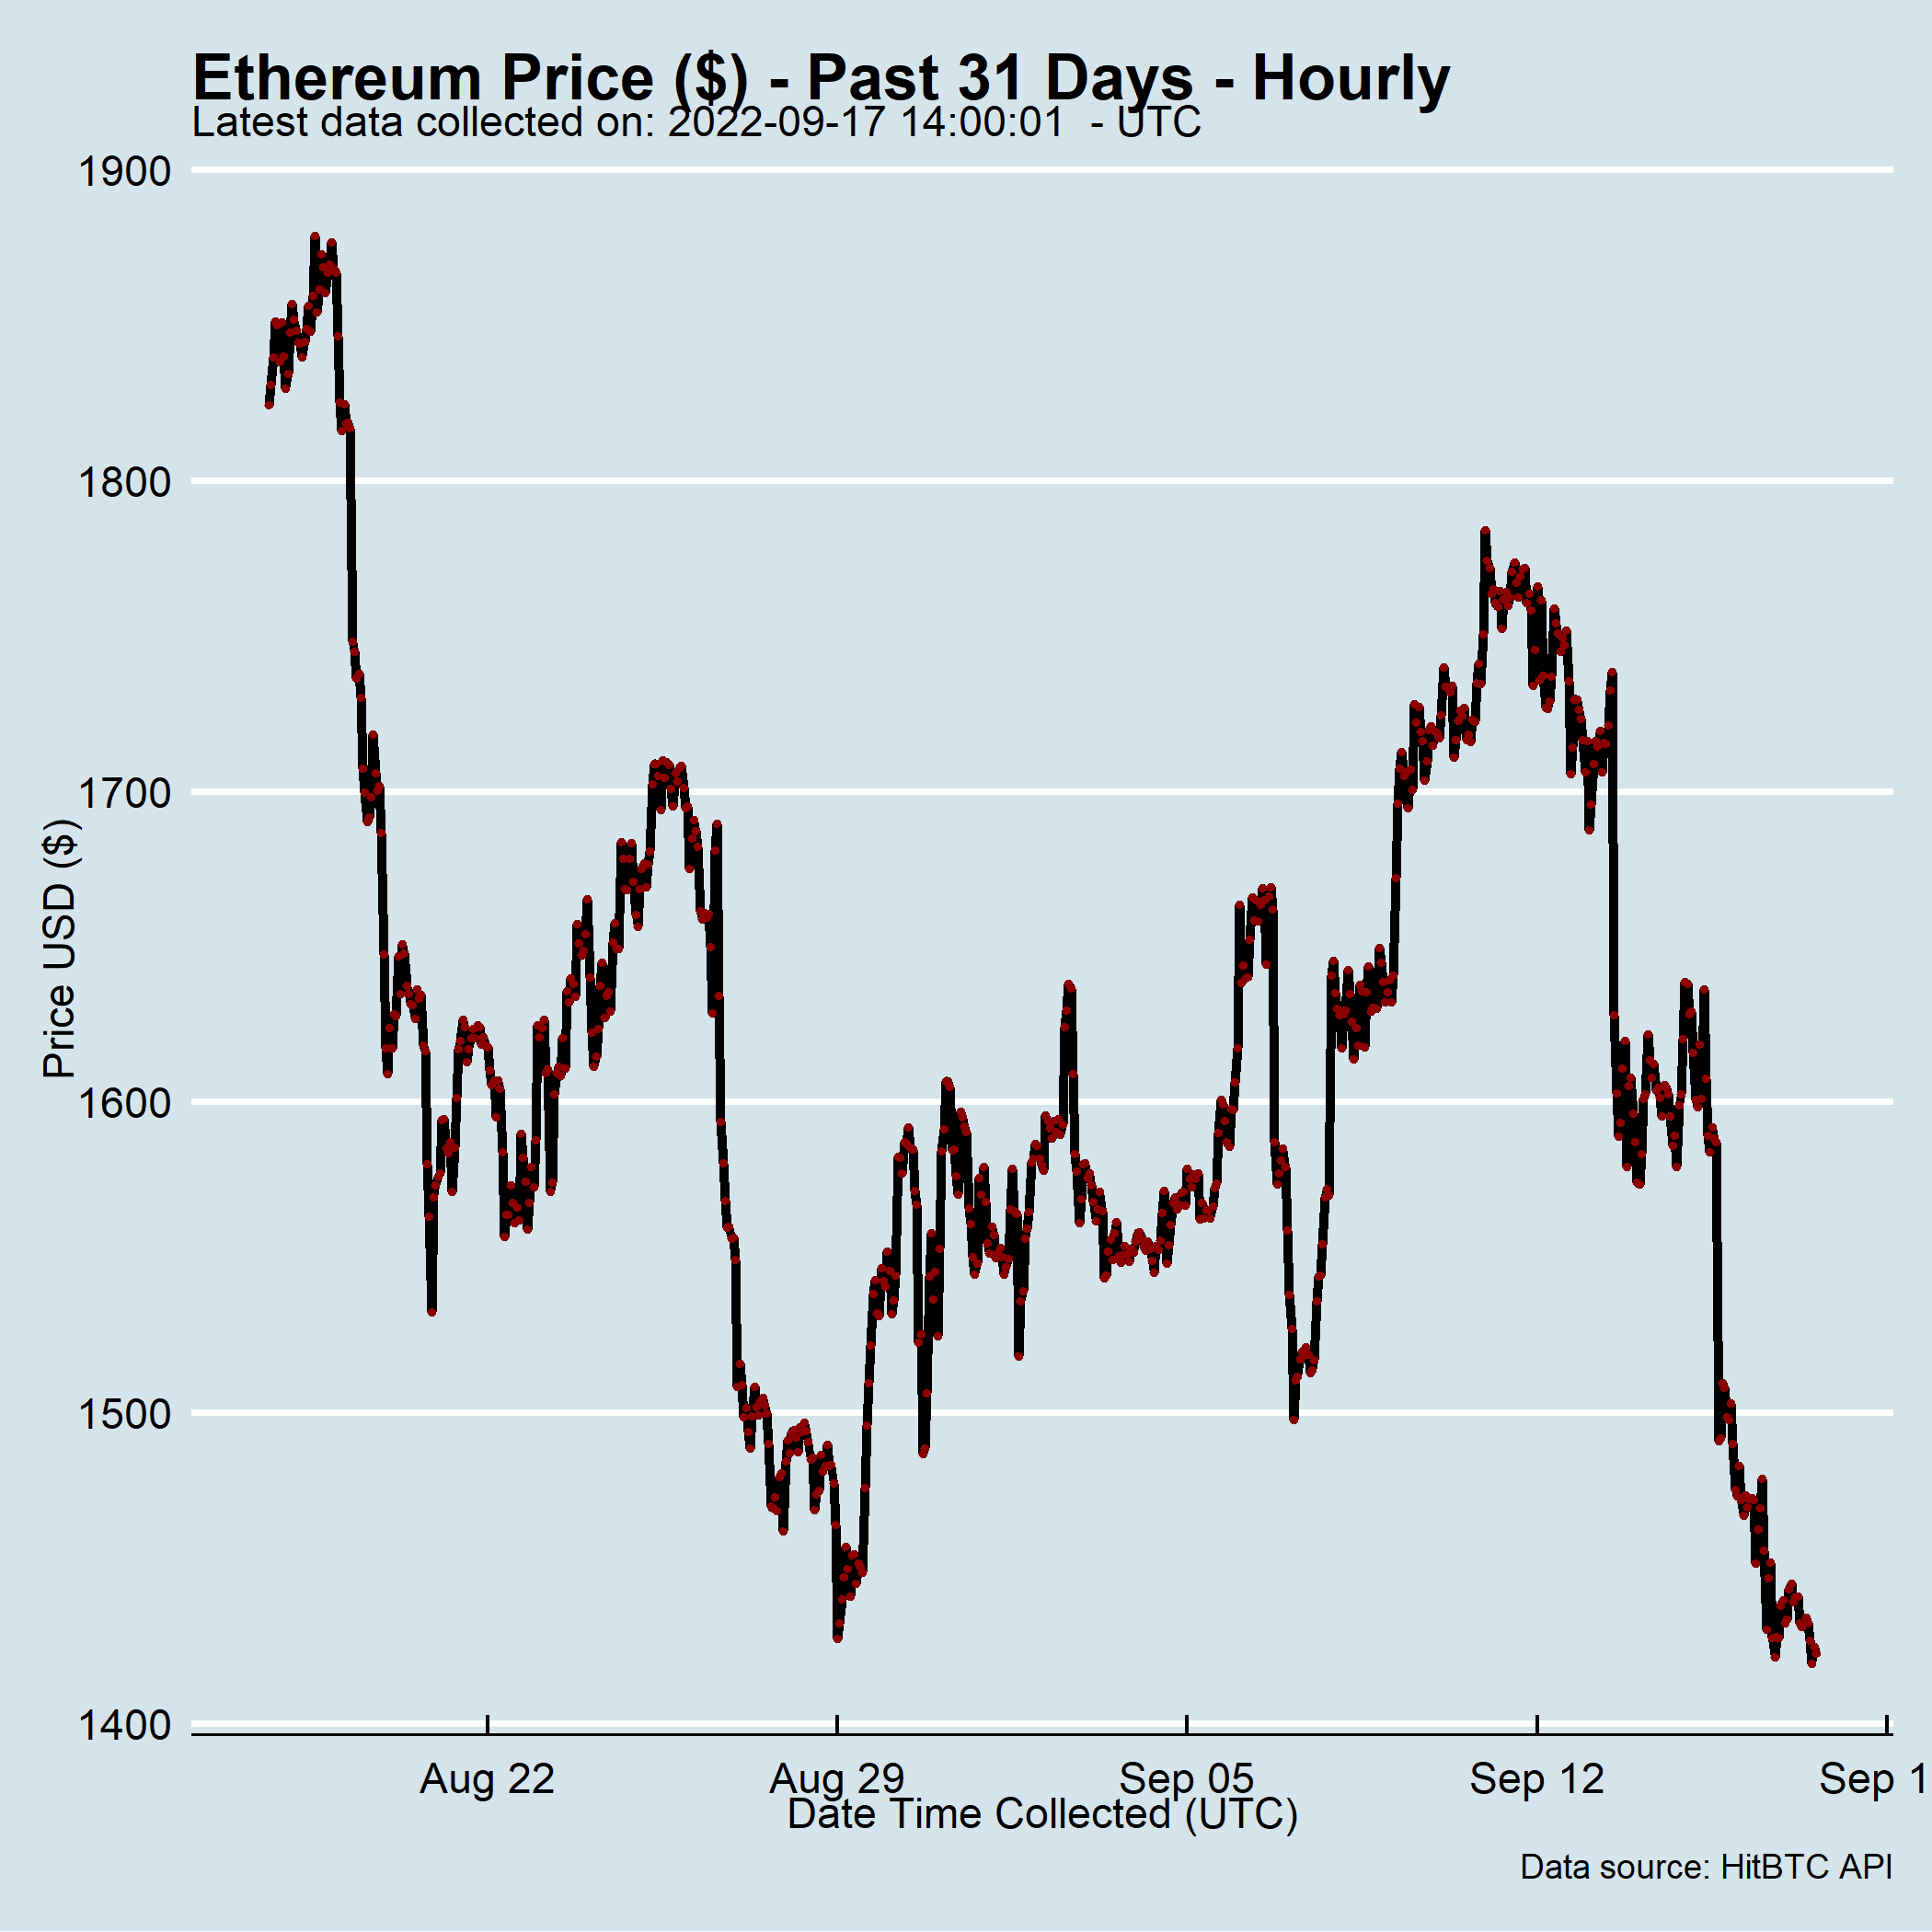 Ethereum Price ($) - Past 31 Days - Hourly
Latest data collected on: 2022-09-17 14:00:01  - UTC
1900
1800
1700
1600
1500
1400
Price USD ($)
Aug 22
Aug 29
Sep 05
Sep 12
Sep 1
Date Time Collected (UTC)
Data source: HitBTC API